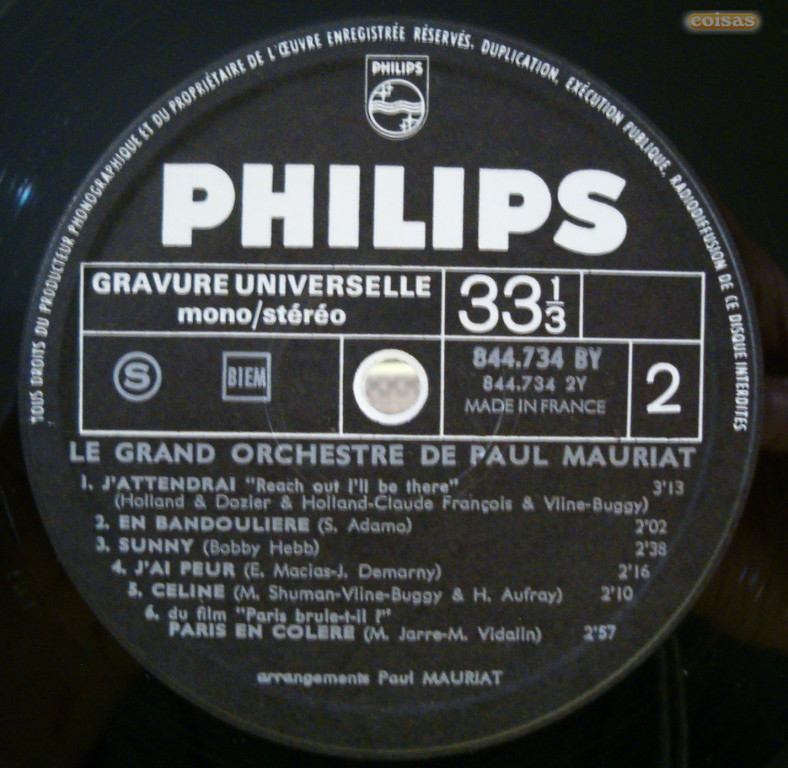 coisas
TOUS DROITS DU PRODUCTEUR PHONOGRAPHIQUE ET DU PROPRIÉTAIRE DE L'ŒUVRE ENREGISTRÉE RÉSERVÉS. DUPLICATION, EXÉCUTION PUBLIQUE, RADIODIFFUSION DE CE DISQUE INTERDITES
PHILIPS
PHILIPS
GRAVURE UNIVERSELLE
mono/stéréo
33 1/3
S
BIEM
844.734 BY
844.734 2Y
MADE IN FRANCE
2
LE GRAND ORCHESTRE DE PAUL MAURIAT
1. J'ATTENDRAI "Reach out I'll be there" 3'13
(Holland & Dozier & Holland-Claude François & Vline-Buggy)
2. EN BANDOULIERE (S. Adamo) 2'02
3. SUNNY (Bobby Hebb) 2'38
4. J'AI PEUR (E. Macias-J. Demarny) 2'16
5. CELINE (M. Shuman-Vline-Buggy & H. Aufray) 2'10
6. du film "Paris brule-t-il ?"
PARIS EN COLERE (M. Jarre-M. Vidalin) 2'57
arrangements Paul MAURIAT